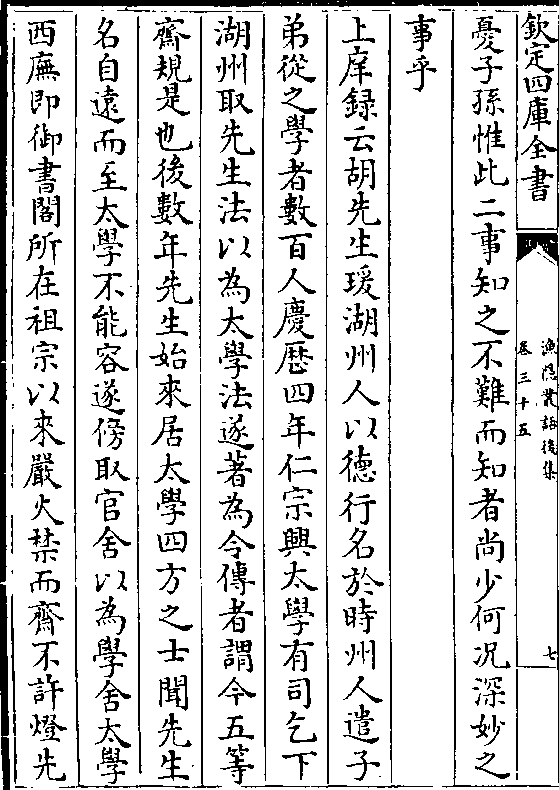 欽定四庫全書
漁隠叢話後集
卷三十五
七
憂子孫惟此二事知之不難而知者尚少何况深妙之
事乎
上庠録云胡先生瑗湖州人以徳行名於時州人遣子
弟從之學者數百人慶厯四年仁宗興太學有司乞下
湖州取先生法以為太學法遂著為令傳者謂今五等
齋規是也後數年先生始來居太學四方之士聞先生
名自遠而至太學不能容遂傍取官舍以為學舍太學
西廡即御書閣所在祖宗以來嚴火禁而齋不許燈先